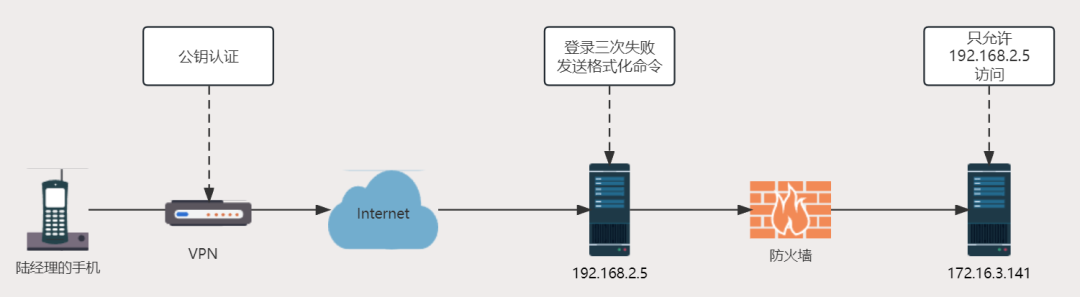 公钥认证
登录三次失败
发送格式化命令
只允许
192.168.2.5
访问
Internet
陆经理的手机
VPN
192.168.2.5
防火墙
172.16.3.141